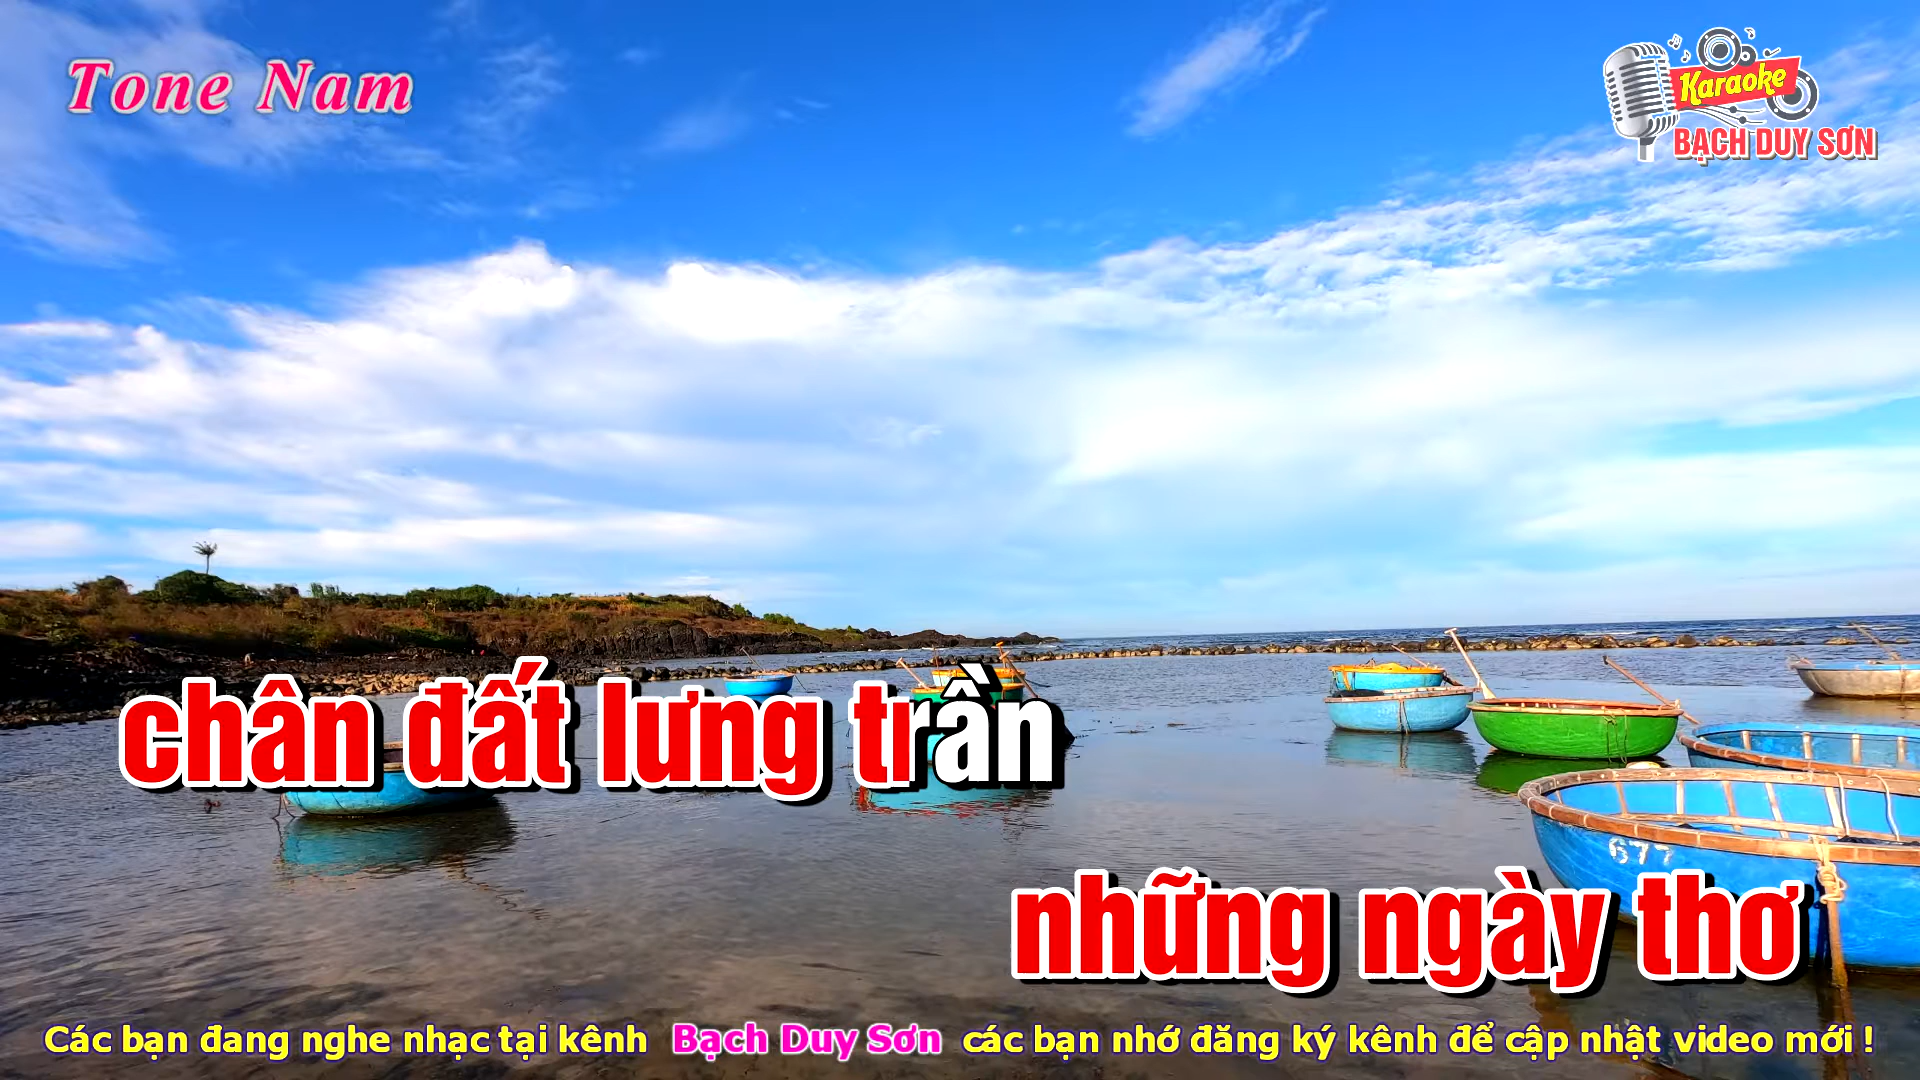 Tone Nam
Karaoke
BẠCH DUY SƠN
chân đất lưng trần
677
những ngày thơ
Các bạn đang nghe nhạc tại kênh Bạch Duy Sơn các bạn nhớ đăng ký kênh để cập nhật video mới !